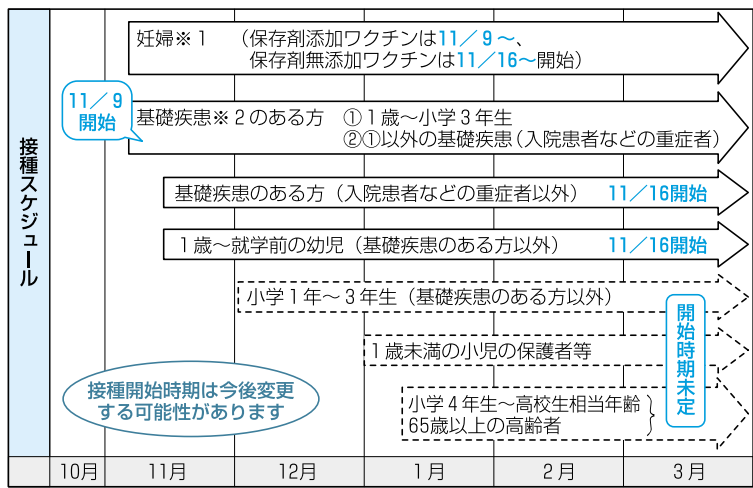 接種スケジュール
妊婦※1 （保存剤添加ワクチンは11／9～、
保存剤無添加ワクチンは11／16～開始）
11／9
開始
基礎疾患※2のある方 ①1歳～小学3年生
②①以外の基礎疾患（入院患者などの重症者）
基礎疾患のある方（入院患者などの重症者以外） 11／16開始
1歳～就学前の幼児（基礎疾患のある方以外） 11／16開始
小学1年～3年生（基礎疾患のある方以外）
1歳未満の小児の保護者等
小学4年生～高校生相当年齢
65歳以上の高齢者
開始時期未定
接種開始時期は今後変更
する可能性があります
10月 11月 12月 1月 2月 3月